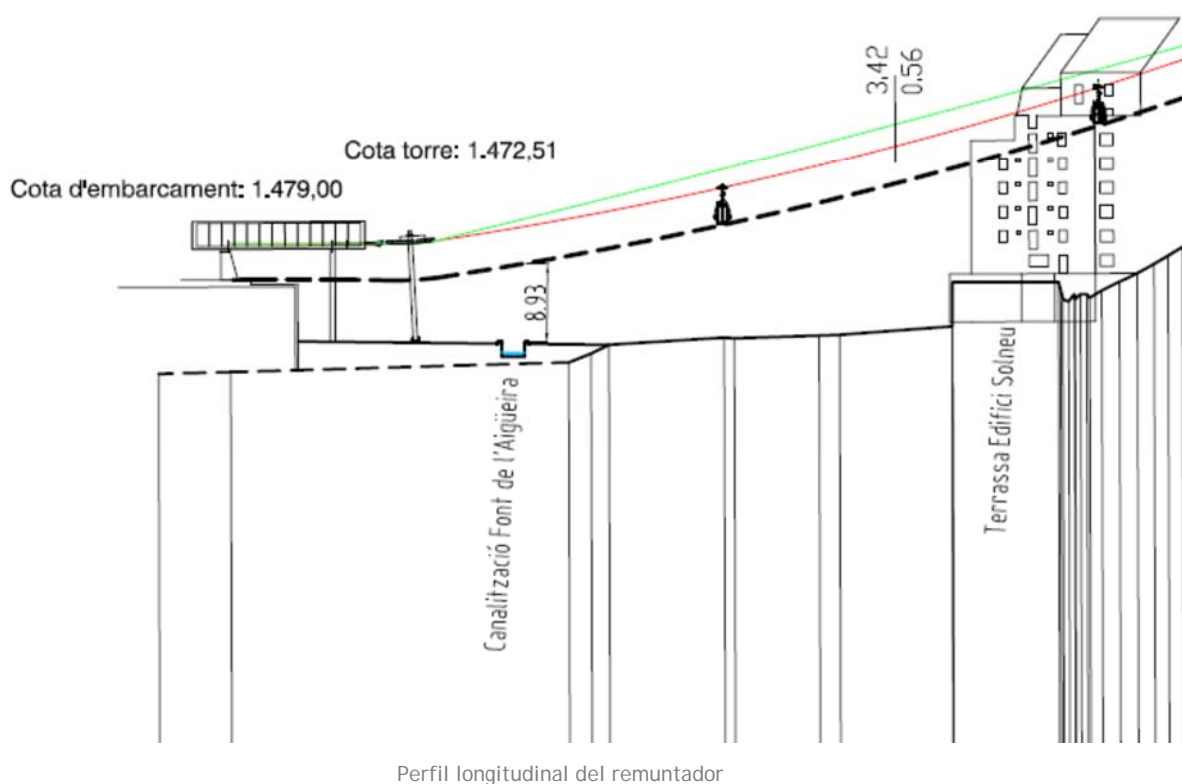 3.42
0.56
Cota torre: 1.472,51
Cota d'embarcament: 1.479,00
8.93
Canalització Font de l'Aigüeira
Terrassa Edifici Solneu
Perfil longitudinal del remuntador